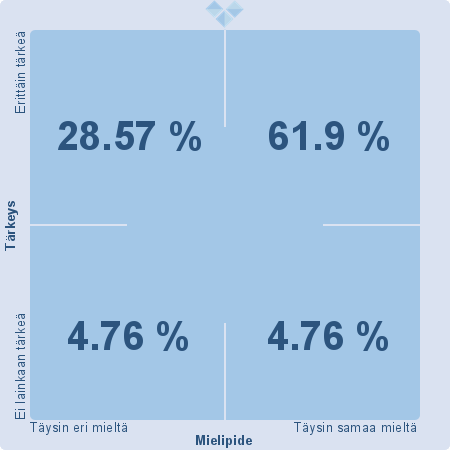 Erittäin tärkeä
28.57 %
61.9 %
Tärkeys
Ei lainkaan tärkeä
4.76 %
4.76 %
Täysin eri mieltä
Täysin samaa mieltä
Mielipide